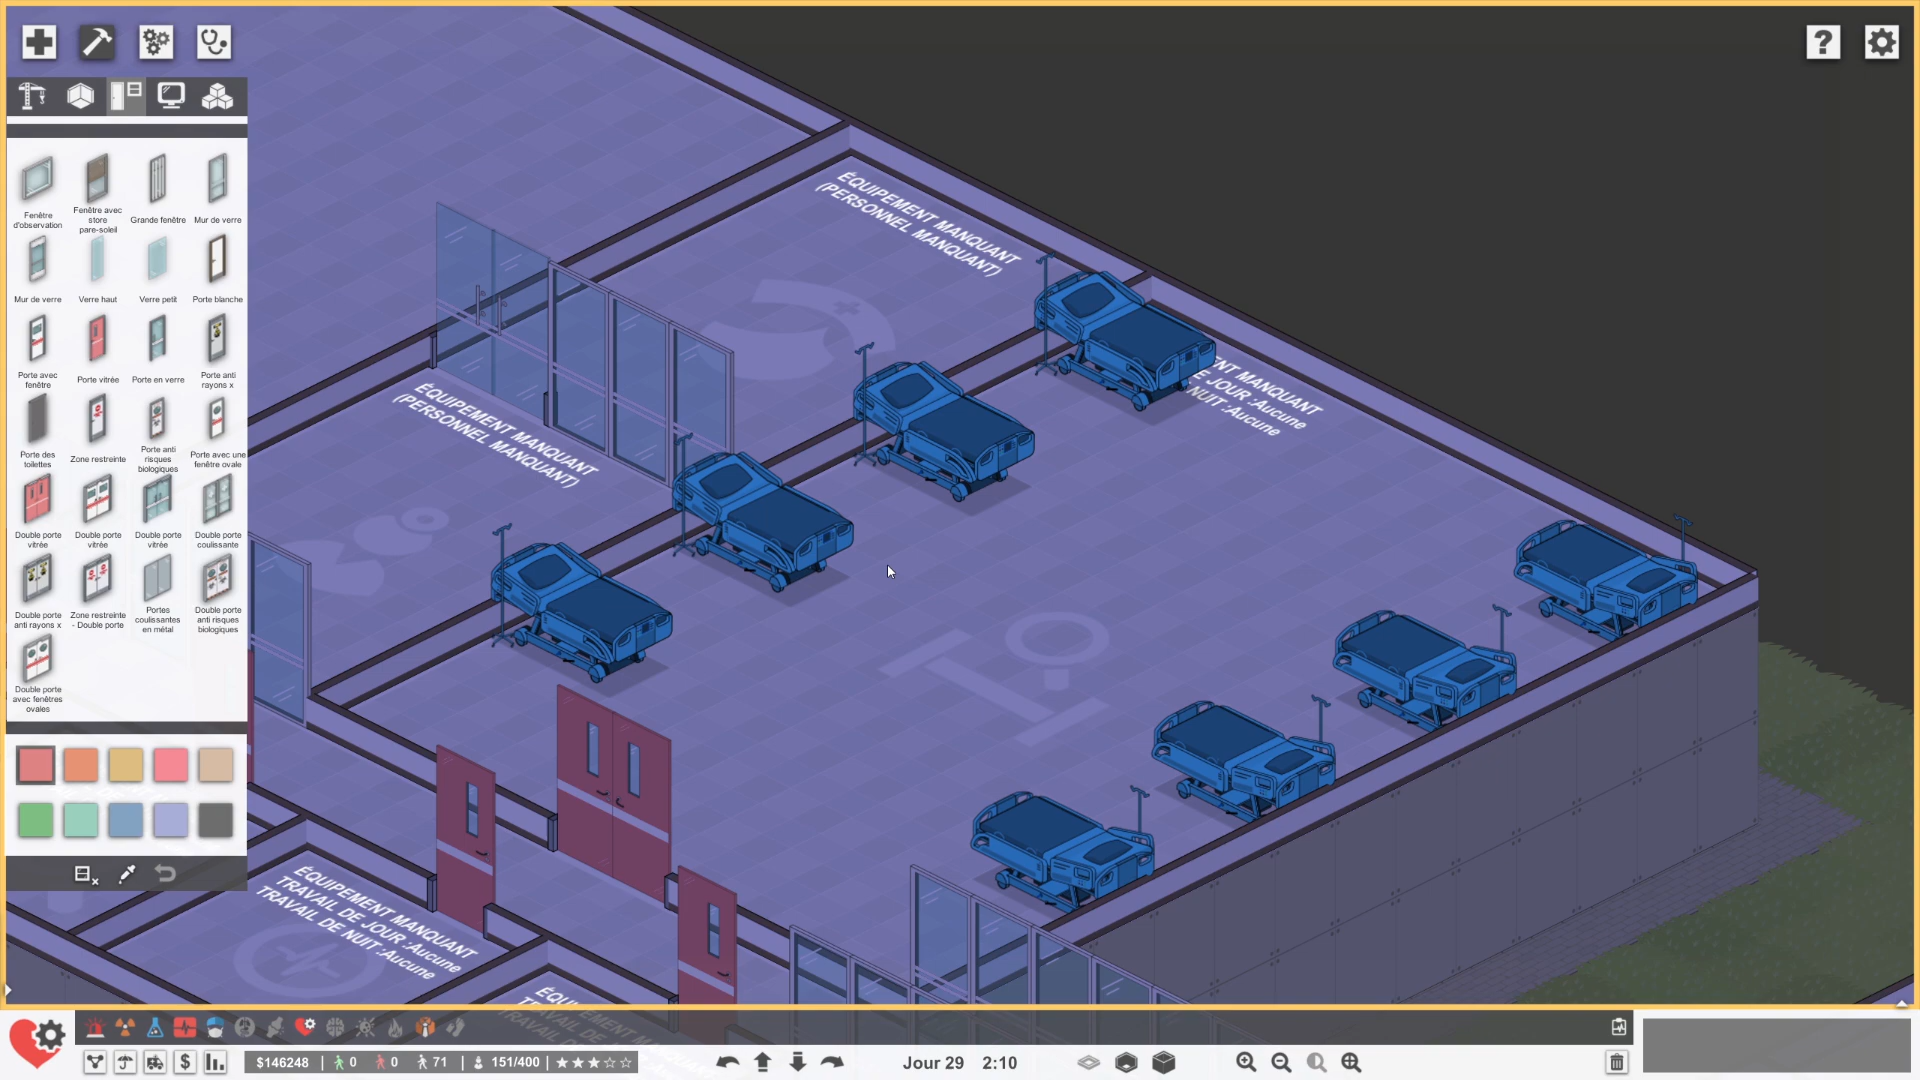 Fenêtre
d'observation
Fenêtre avec
store
pare-soleil
Grande fenêtre
Mur de verre
Mur de verre
Verre haut
Verre petit
Porte blanche
Porte avec
fenêtre
Porte vitrée
Porte en verre
Porte anti
rayons x
Porte des
toilettes
Zone restreinte
Porte anti
risques
biologiques
Porte avec une
fenêtre ovale
Double porte
vitrée
Double porte
vitrée
Double porte
vitrée
Double porte
coulissante
Double porte
anti rayons x
Zone restreinte
- Double porte
Portes
coulissantes
en métal
Double porte
anti risques
biologiques
Double porte
avec fenêtres
ovales
ÉQUIPEMENT MANQUANT
(PERSONNEL MANQUANT)
ENT MANQUANT
E JOUR :Aucune
NUIT :Aucune
ÉQUIPEMENT MANQUANT
(PERSONNEL MANQUANT)
ÉQUIPEMENT MANQUANT
TRAVAIL DE JOUR :Aucune
TRAVAIL DE NUIT :Aucune
$146248 | 0 | 0 | 71 | 151/400 |
Jour 29 2:10